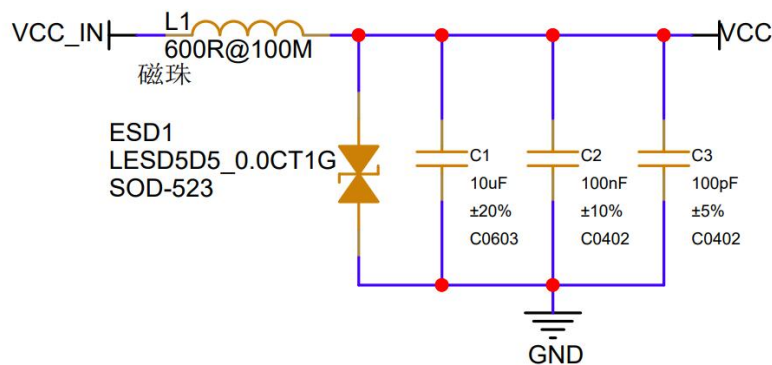 VCC_IN
L1
600R@100M
磁珠
VCC
ESD1
LESD5D5_0.0CT1G
SOD-523
C1
10uF
±20%
C0603
C2
100nF
±10%
C0402
C3
100pF
±5%
C0402
GND